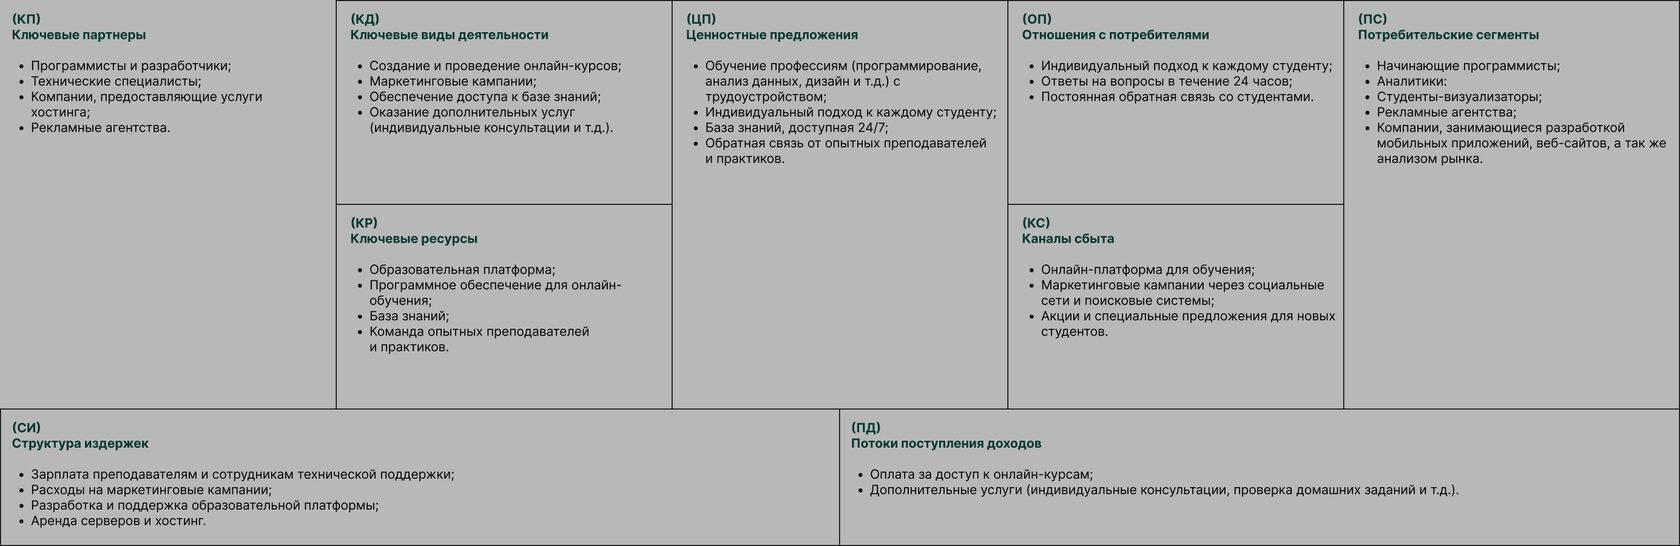 (КП)
Ключевые партнеры
• Программисты и разработчики;
• Технические специалисты;
• Компании, предоставляющие услуги
хостинга;
• Рекламные агентства.
(КД)
Ключевые виды деятельности
• Создание и проведение онлайн-курсов;
• Маркетинговые кампании;
• Обеспечение доступа к базе знаний;
• Оказание дополнительных услуг
(индивидуальные консультации и т.д.).
(КР)
Ключевые ресурсы
• Образовательная платформа;
• Программное обеспечение для онлайн-
обучения;
• База знаний;
• Команда опытных преподавателей
и практиков.
(ЦП)
Ценностные предложения
• Обучение профессиям (программирование,
анализ данных, дизайн и т.д.) с
трудоустройством;
• Индивидуальный подход к каждому студенту;
• База знаний, доступная 24/7;
• Обратная связь от опытных преподавателей
и практиков.
(ОП)
Отношения с потребителями
• Индивидуальный подход к каждому студенту;
• Ответы на вопросы в течение 24 часов;
• Постоянная обратная связь со студентами.
(КС)
Каналы сбыта
• Онлайн-платформа для обучения;
• Маркетинговые кампании через социальные
сети и поисковые системы;
• Акции и специальные предложения для новых
студентов.
(ПС)
Потребительские сегменты
• Начинающие программисты;
• Аналитики:
• Студенты-визуализаторы;
• Рекламные агентства;
• Компании, занимающиеся разработкой
мобильных приложений, веб-сайтов, а так же
анализом рынка.
(СИ)
Структура издержек
• Зарплата преподавателям и сотрудникам технической поддержки;
• Расходы на маркетинговые кампании;
• Разработка и поддержка образовательной платформы;
• Аренда серверов и хостинг.
(ПД)
Потоки поступления доходов
• Оплата за доступ к онлайн-курсам;
• Дополнительные услуги (индивидуальные консультации, проверка домашних заданий и т.д.).